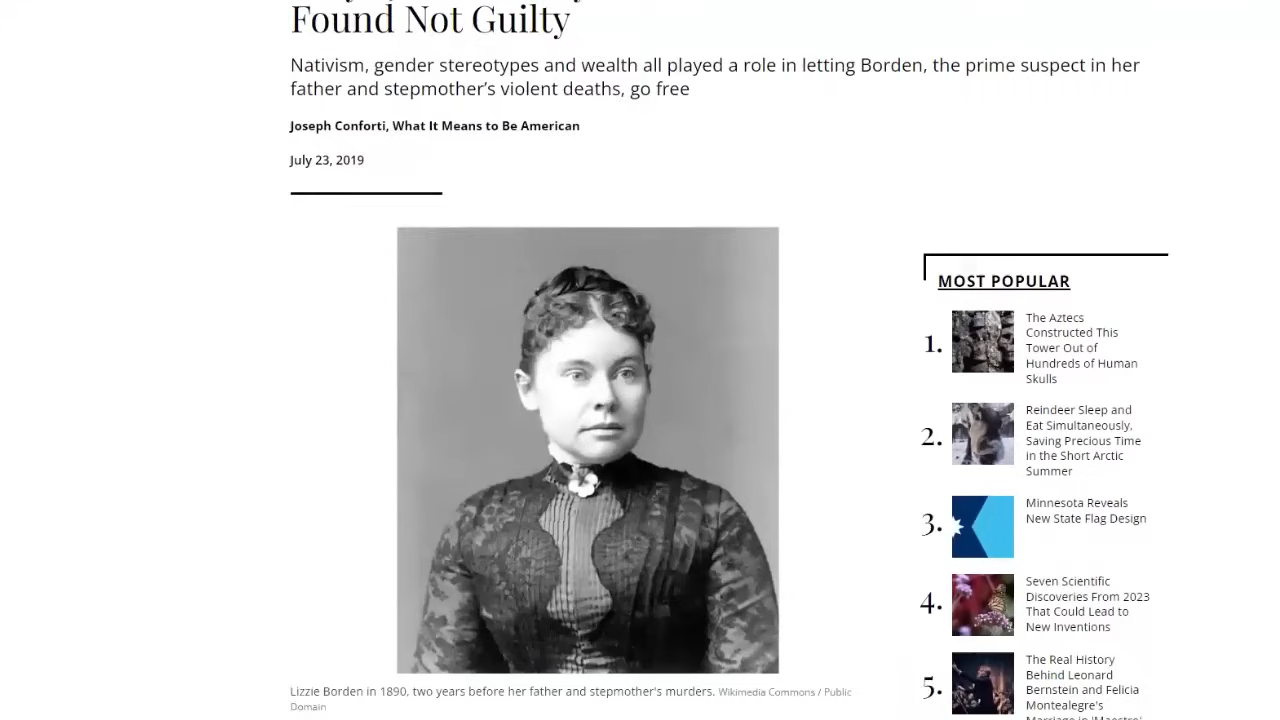 Found Not Guilty
Nativism, gender stereotypes and wealth all played a role in letting Borden, the prime suspect in her
father and stepmother’s violent deaths, go free
Joseph Conforti, What It Means to Be American
July 23, 2019
Lizzie Borden in 1890, two years before her father and stepmother's murders. Wikimedia Commons / Public
Domain
MOST POPULAR
1.
The Aztecs
Constructed This
Tower Out of
Hundreds of Human
Skulls
2.
Reindeer Sleep and
Eat Simultaneously,
Saving Precious Time
in the Short Arctic
Summer
3.
Minnesota Reveals
New State Flag Design
4.
Seven Scientific
Discoveries From 2023
That Could Lead to
New Inventions
5.
The Real History
Behind Leonard
Bernstein and Felicia
Montealegre's
Marriage in 'Maestro'